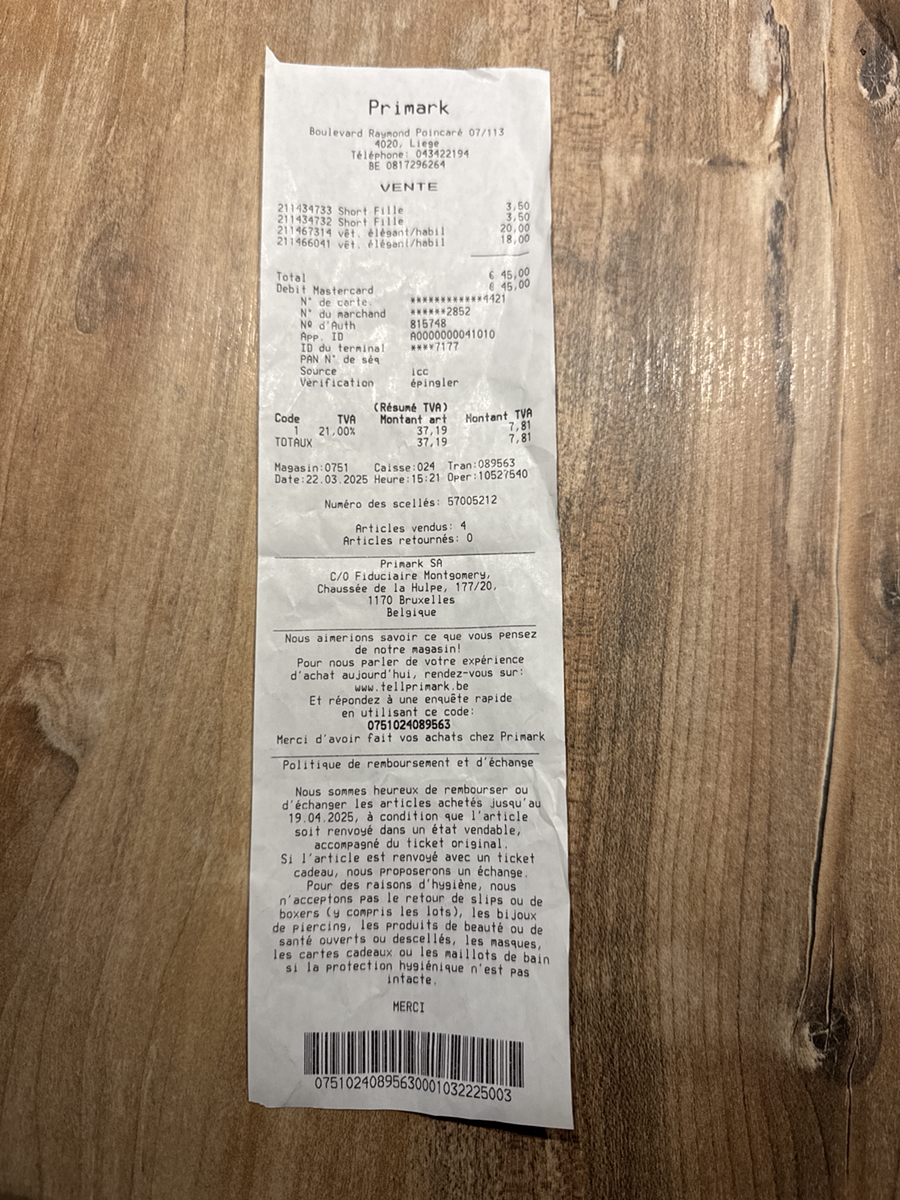 Primark
Boulevard Raymond Poincaré 07/113
4020, Liege
Téléphone: 043422194
BE 0817296264
VENTE
211434733 Short Fille 3,50
211434732 Short Fille 3,50
211467314 vêt. élégant/habil 20,00
211466041 vêt. élégant/habil 18,00
Total € 45,00
Debit Mastercard € 45,00
N° de carte. ************4421
N° du marchand ******2852
Nº d'Auth 815748
App. ID A0000000041010
ID du terminal ****7177
PAN N° de séq
Source icc
Vérification épingler
(Résumé TVA)
Code TVA Montant art Montant TVA
1 21.00% 37,19 7,81
TOTAUX 37,19 7,81
Magasin:0751 Caisse:024 Tran:089563
Date:22.03.2025 Heure:15:21 Oper:10527540
Numéro des scellés: 57005212
Articles vendus: 4
Articles retournés: 0
Primark SA
C/O Fiduciaire Montgomery,
Chaussée de la Hulpe, 177/20,
1170 Bruxelles
Belgique
Nous aimerions savoir ce que vous pensez
de notre magasin!
Pour nous parler de votre expérience
d'achat aujourd'hui, rendez-vous sur:
www.tellprimark.be
Et répondez à une enquête rapide
en utilisant ce code:
0751024089563
Merci d'avoir fait vos achats chez Primark
Politique de remboursement et d'échange
Nous sommes heureux de rembourser ou
d'échanger les articles achetés jusqu'au
19.04.2025, à condition que l'article
soit renvoyé dans un état vendable,
accompagné du ticket original.
Si l'article est renvoyé avec un ticket
cadeau, nous proposerons un échange.
Pour des raisons d'hygiène, nous
n'acceptons pas le retour de slips ou de
boxers (y compris les lots), les bijoux
de piercing, les produits de beauté ou de
santé ouverts ou descellés, les masques,
les cartes cadeaux ou les maillots de bain
si la protection hygiénique n'est pas
intacte.
MERCI
07510240895630001032225003